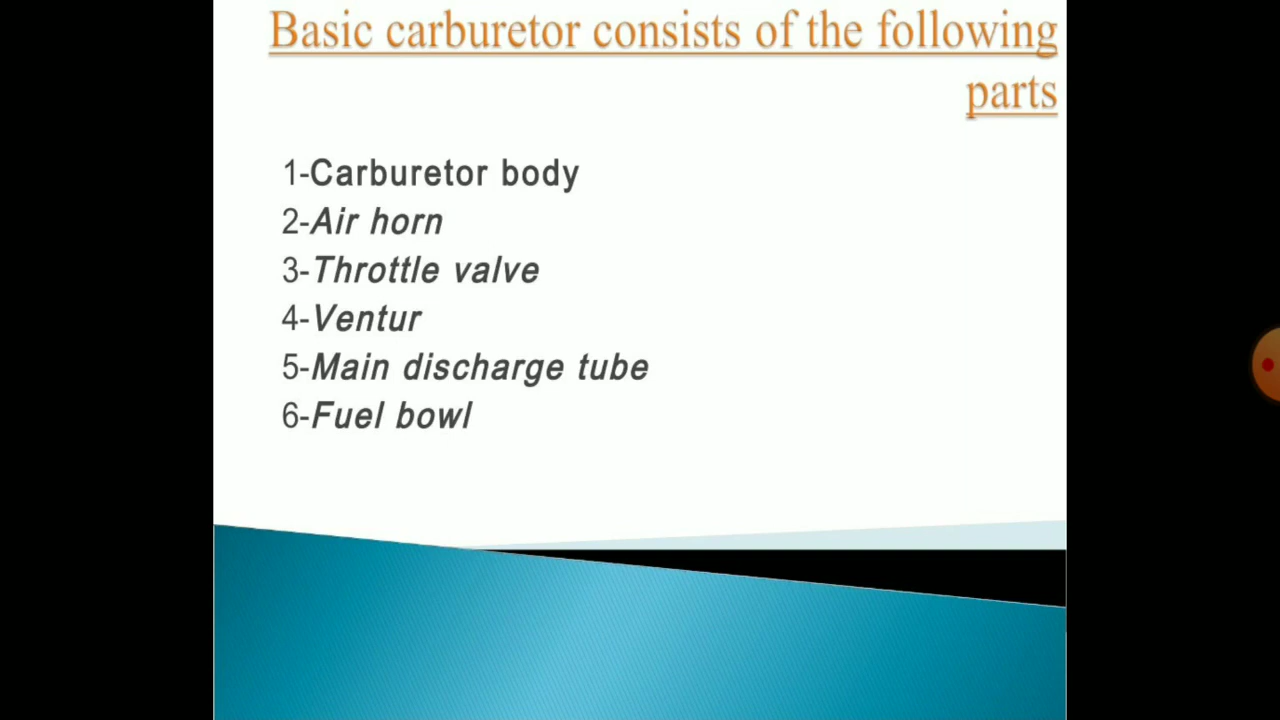 Basic carburetor consists of the following
parts
1-Carburetor body
2-Air horn
3-Throttle valve
4-Ventur
5-Main discharge tube
6-Fuel bowl